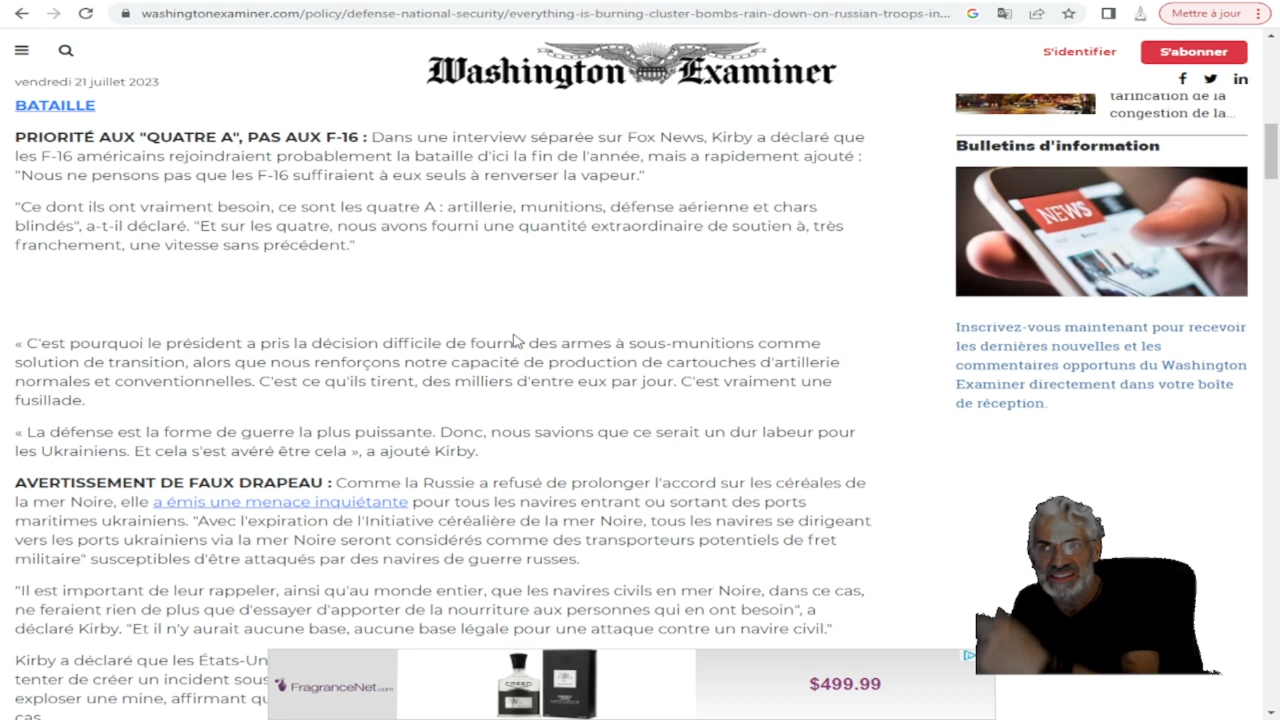 washingtonexaminer.com/policy/defense-national-security/everything-is-burning-cluster-bombs-rain-down-on-russian-troops-in...
Mettre à jour
Washington Examiner
S'identifier
S'abonner
vendredi 21 juillet 2023
BATAILLE
PRIORITÉ AUX "QUATRE A", PAS AUX F-16 : Dans une interview séparée sur Fox News, Kirby a déclaré que
les F-16 américains rejoindraient probablement la bataille d'ici la fin de l'année, mais a rapidement ajouté :
"Nous ne pensons pas que les F-16 suffiraient à eux seuls à renverser la vapeur."
"Ce dont ils ont vraiment besoin, ce sont les quatre A : artillerie, munitions, défense aérienne et chars
blindés", a-t-il déclaré. "Et sur les quatre, nous avons fourni une quantité extraordinaire de soutien à, très
franchement, une vitesse sans précédent."
« C'est pourquoi le président a pris la décision difficile de fournir des armes à sous-munitions comme
solution de transition, alors que nous renforçons notre capacité de production de cartouches d'artillerie
normales et conventionnelles. C'est ce qu'ils tirent, des milliers d'entre eux par jour. C'est vraiment une
fusillade.
« La défense est la forme de guerre la plus puissante. Donc, nous savions que ce serait un dur labeur pour
les Ukrainiens. Et cela s'est avéré être cela », a ajouté Kirby.
AVERTISSEMENT DE FAUX DRAPEAU : Comme la Russie a refusé de prolonger l'accord sur les céréales de
la mer Noire, elle a émis une menace inquiétante pour tous les navires entrant ou sortant des ports
maritimes ukrainiens. "Avec l'expiration de l'Initiative céréalière de la mer Noire, tous les navires se dirigeant
vers les ports ukrainiens via la mer Noire seront considérés comme des transporteurs potentiels de fret
militaire" susceptibles d'être attaqués par des navires de guerre russes.
"Il est important de leur rappeler, ainsi qu'au monde entier, que les navires civils en mer Noire, dans ce cas,
ne feraient rien de plus que d'essayer d'apporter de la nourriture aux personnes qui en ont besoin", a
déclaré Kirby. "Et il n'y aurait aucune base, aucune base légale pour une attaque contre un navire civil."
Kirby a déclaré que les États-Un
tenter de créer un incident sous
exploser une mine, affirmant qu
cas.
tarification de la
congestion de la...
Bulletins d'information
NEWS
Inscrivez-vous maintenant pour recevoir
les dernières nouvelles et les
commentaires opportuns du Washington
Examiner directement dans votre boîte
de réception.
FragranceNet.com
CREED
$499.99